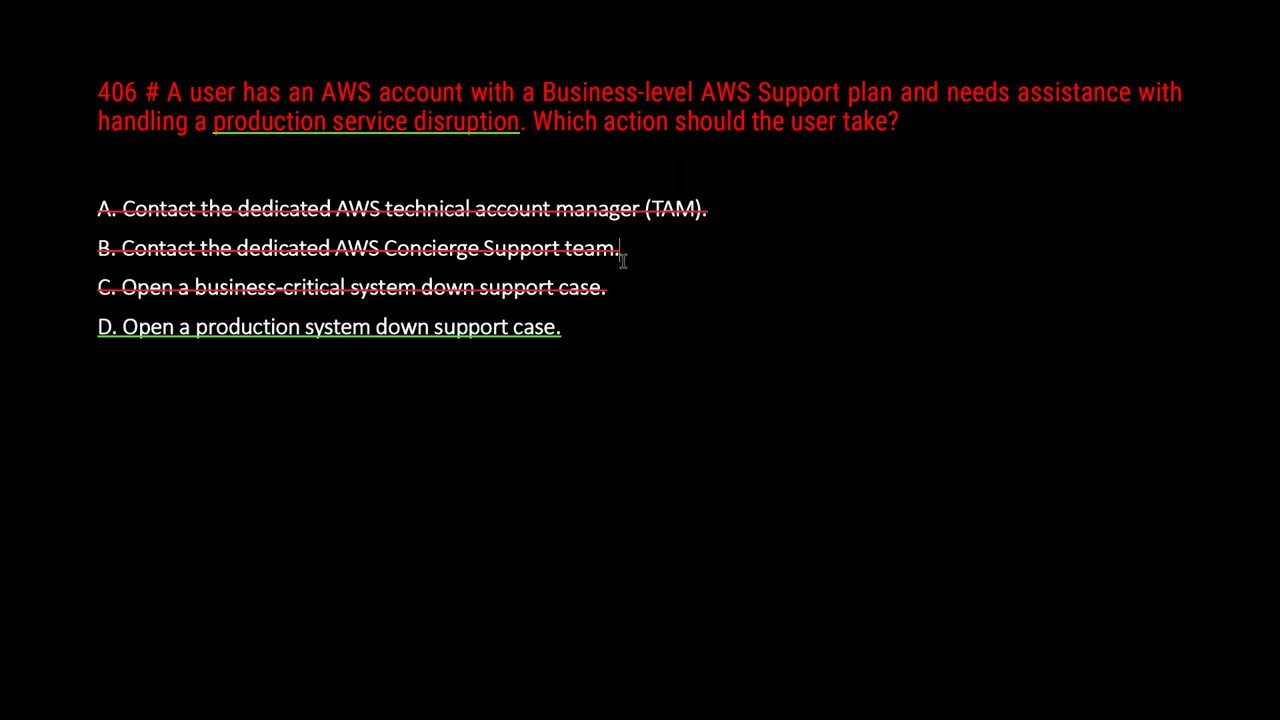 406 # A user has an AWS account with a Business-level AWS Support plan and needs assistance with
handling a production service disruption. Which action should the user take?
A. Contact the dedicated AWS technical account manager (TAM).
B. Contact the dedicated AWS Concierge Support team.
C. Open a business-critical system down support case.
D. Open a production system down support case.